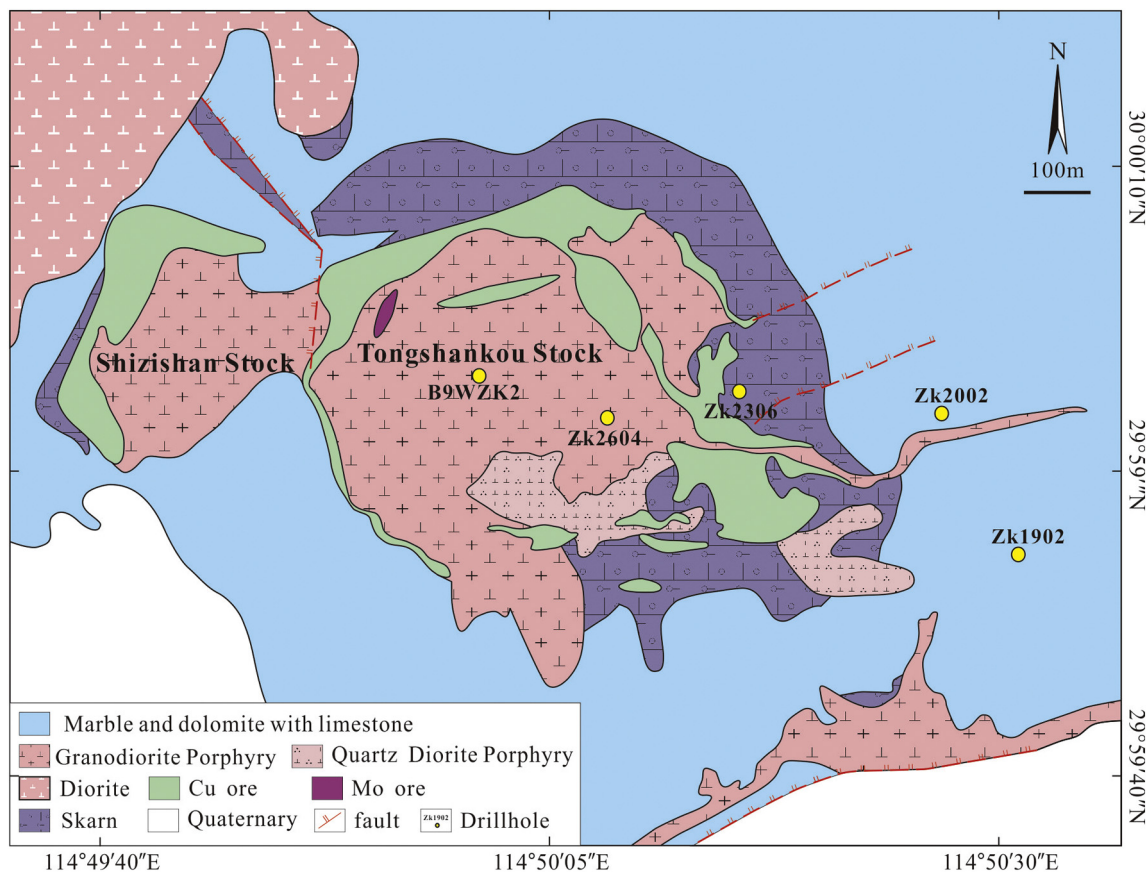 N
100m
30°00′10″N
Shizishan Stock
Tongshankou Stock
B9WZK2
Zk2306
Zk2002
Zk2604
29°59′N
Zk1902
Marble and dolomite with limestone
Granodiorite Porphyry
Quartz Diorite Porphyry
Diorite
Cu ore
Mo ore
Skarn
Quaternary
fault
Zk1902
Drillhole
29°59′40″N
114°49′40″E
114°50′05″E
114°50′30″E